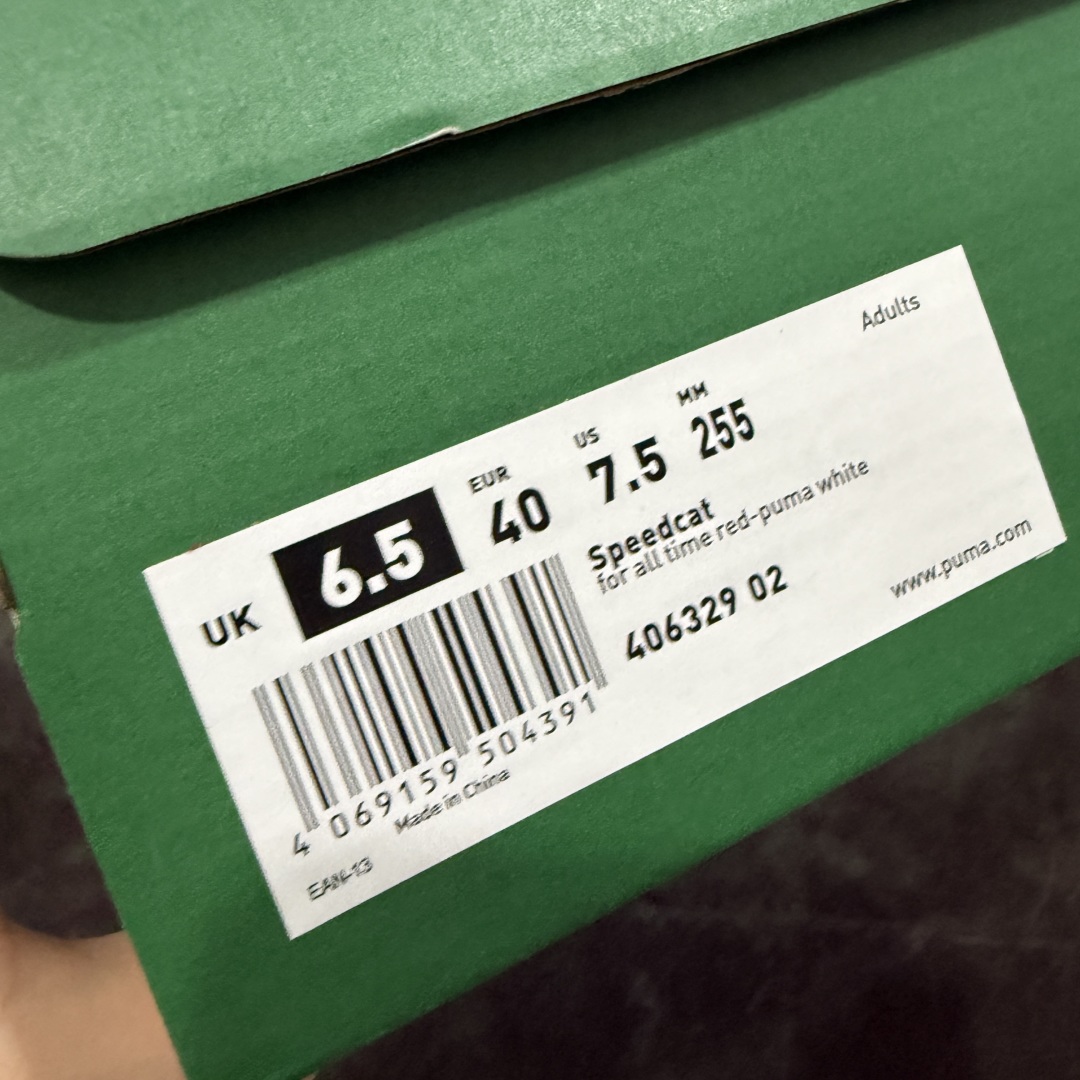 Adults
UK 6.5
EUR 40
US 7.5
MM 255
Speedcat
for all time red-puma white
406329 02
www.puma.com
4 069159 504391
Made in China
EAN-13